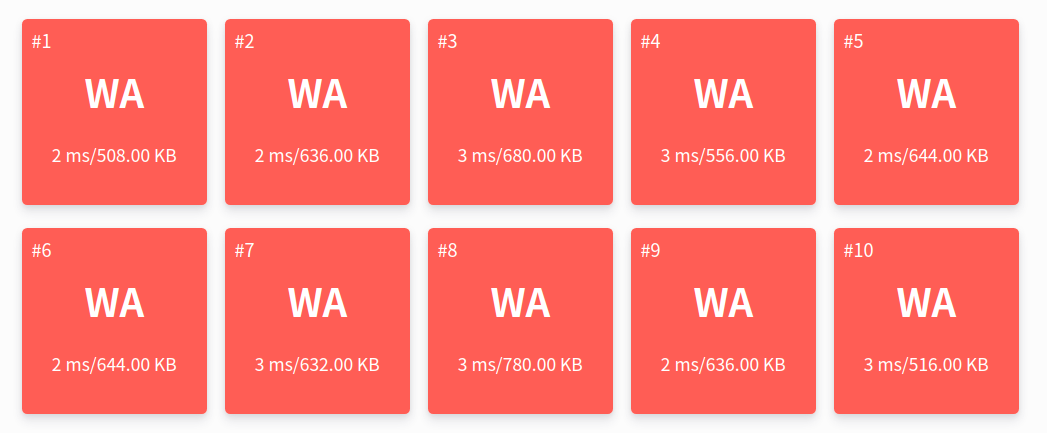 #1 #2 #3 #4 #5
WA WA WA WA WA
2 ms/508.00 KB 2 ms/636.00 KB 3 ms/680.00 KB 3 ms/556.00 KB 2 ms/644.00 KB
#6 #7 #8 #9 #10
WA WA WA WA WA
2 ms/644.00 KB 3 ms/632.00 KB 3 ms/780.00 KB 2 ms/636.00 KB 3 ms/516.00 KB